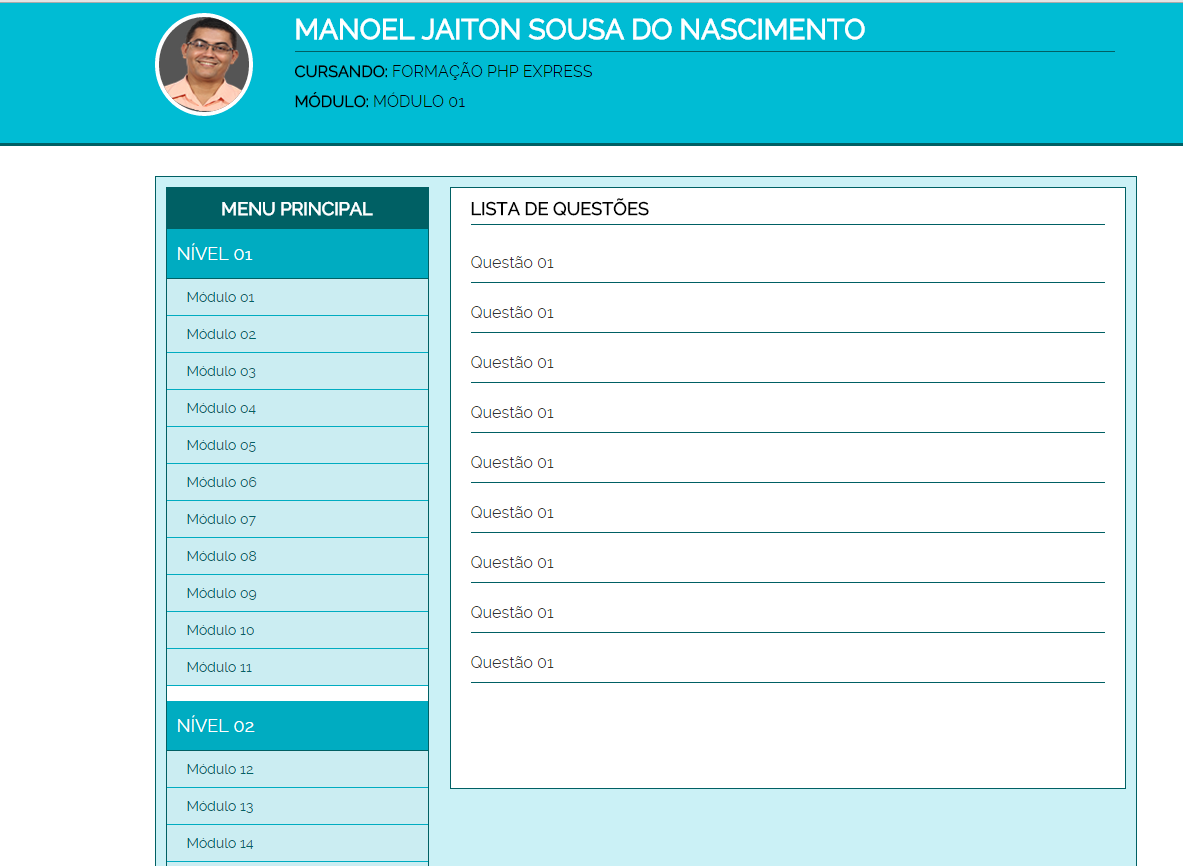 MANOEL JAITON SOUSA DO NASCIMENTO
CURSANDO: FORMAÇÃO PHP EXPRESS
MÓDULO: MÓDULO 01
MENU PRINCIPAL
NÍVEL 01
Módulo 01
Módulo 02
Módulo 03
Módulo 04
Módulo 05
Módulo 06
Módulo 07
Módulo 08
Módulo 09
Módulo 10
Módulo 11
NÍVEL 02
Módulo 12
Módulo 13
Módulo 14
LISTA DE QUESTÕES
Questão 01
Questão 01
Questão 01
Questão 01
Questão 01
Questão 01
Questão 01
Questão 01
Questão 01